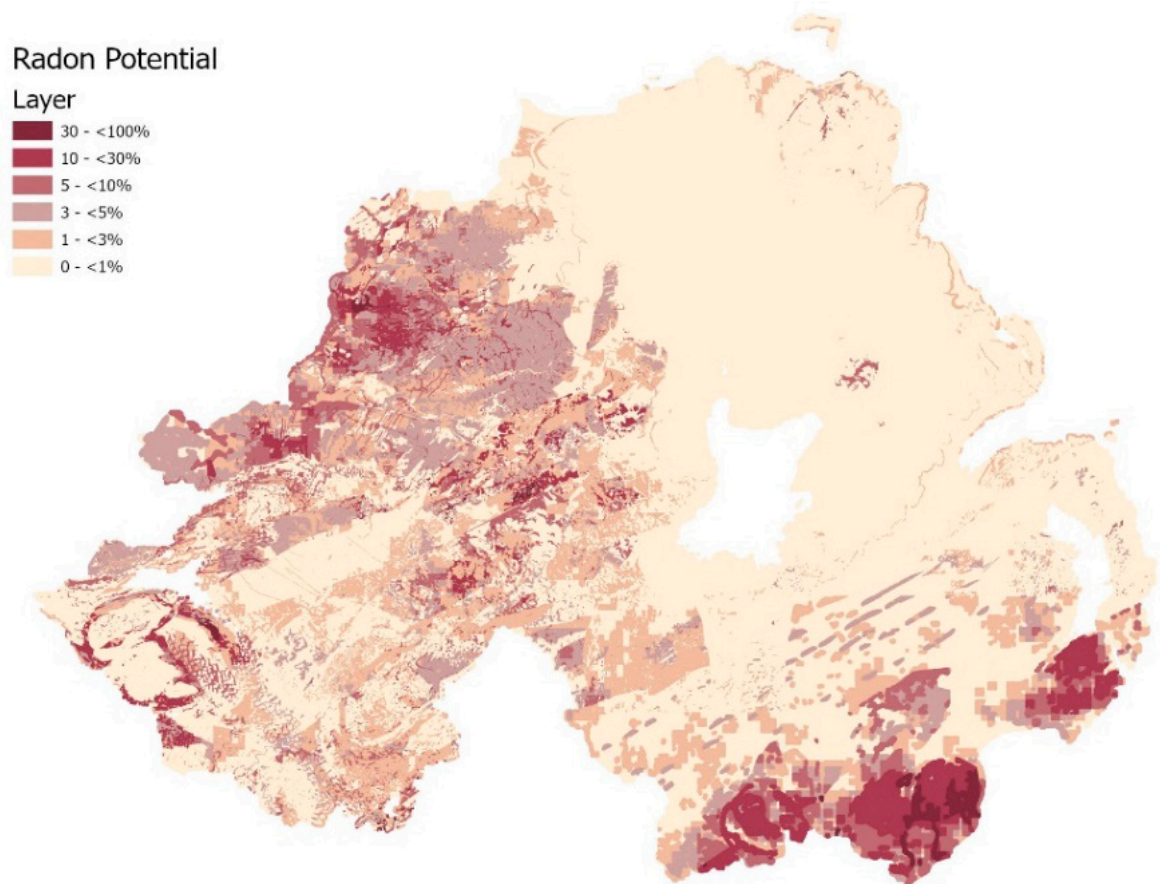 Radon Potential
Layer
30 - <100%
10 - <30%
5 - <10%
3 - <5%
1 - <3%
0 - <1%